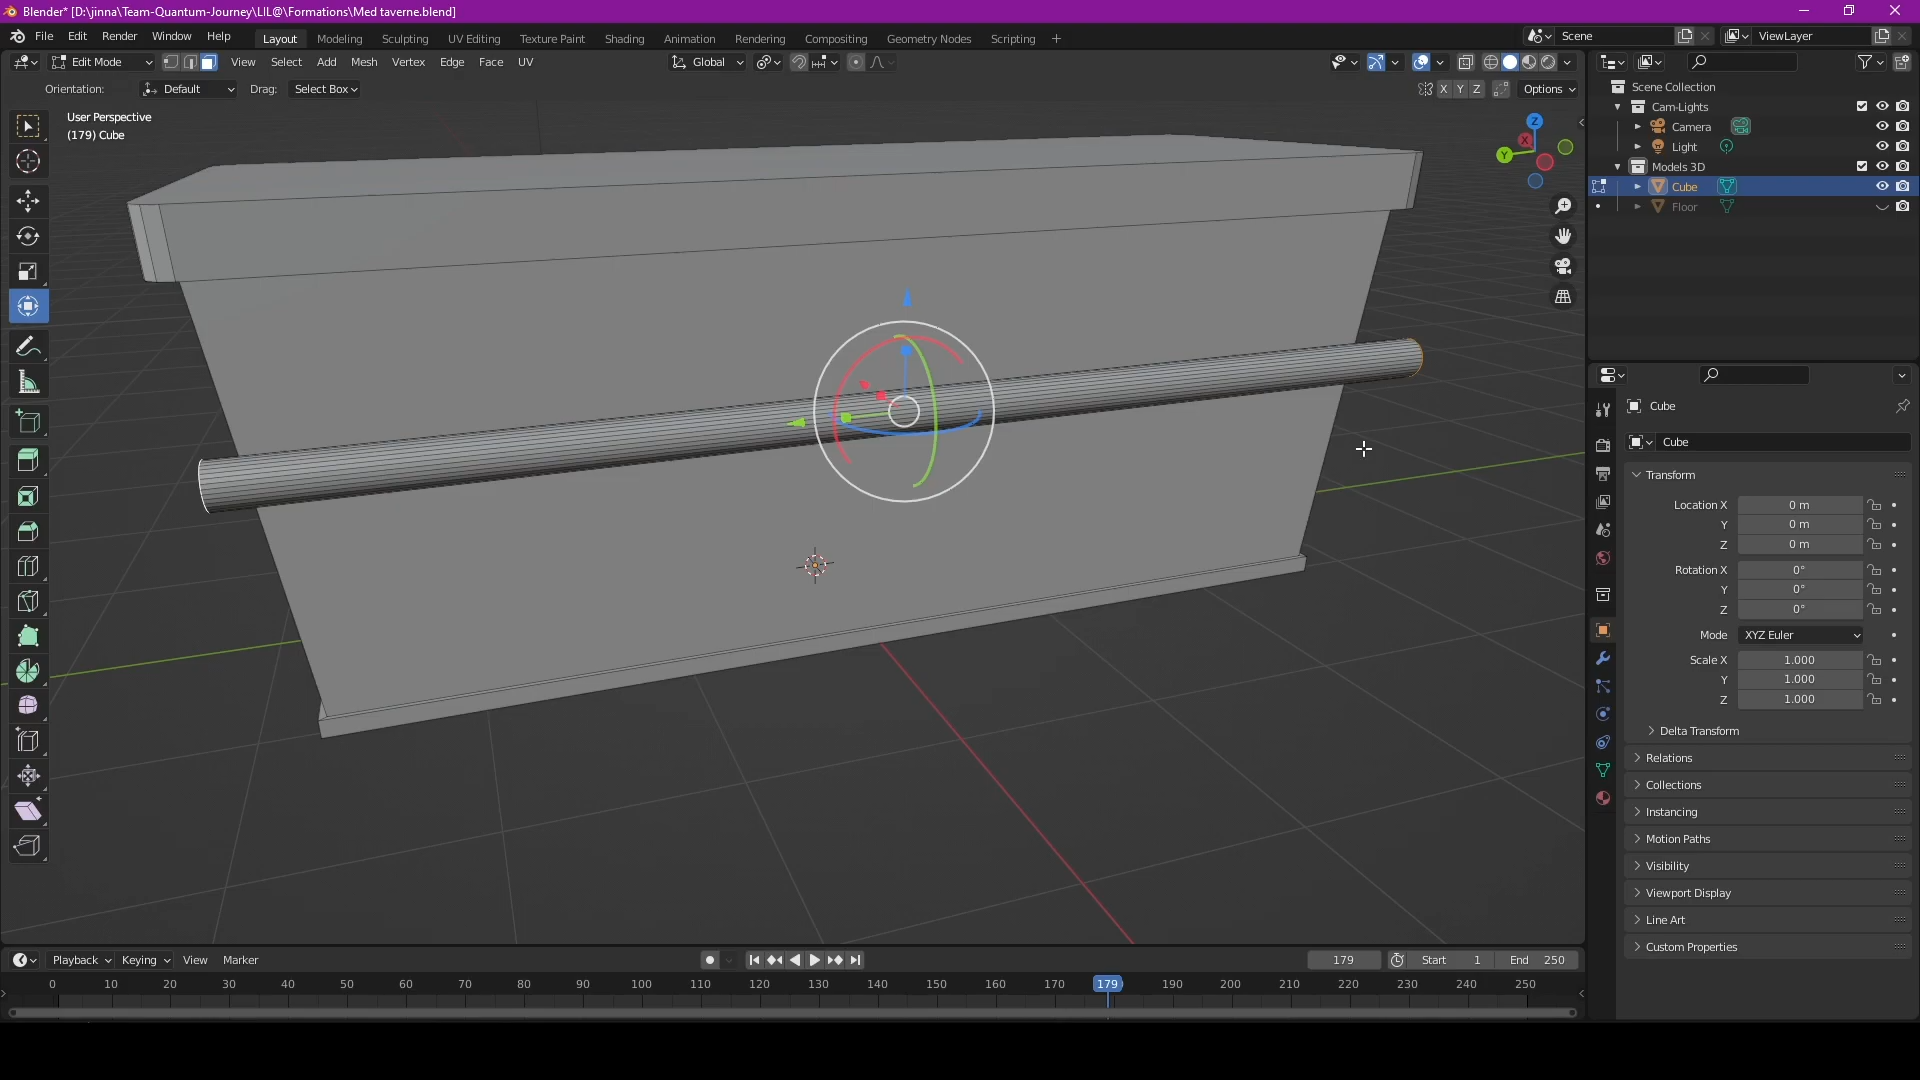 Blender* [D:\jinna\Team-Quantum-Journey\LIL@\Formations\Med taverne.blend]
File Edit Render Window Help Layout Modeling Sculpting UV Editing Texture Paint Shading Animation Rendering Compositing Geometry Nodes Scripting + Scene ViewLayer
Edit Mode View Select Add Mesh Vertex Edge Face UV Global
Orientation: Default Drag: Select Box X Y Z Options
User Perspective
(179) Cube
Z
X
Y
Scene Collection
Cam-Lights
Camera
Light
Models 3D
Cube
Floor
Cube
Cube
Transform
Location X 0 m
Y 0 m
Z 0 m
Rotation X 0°
Y 0°
Z 0°
Mode XYZ Euler
Scale X 1.000
Y 1.000
Z 1.000
Delta Transform
Relations
Collections
Instancing
Motion Paths
Visibility
Viewport Display
Line Art
Custom Properties
Playback Keying View Marker 179 Start 1 End 250
0 10 20 30 40 50 60 70 80 90 100 110 120 130 140 150 160 170 179 190 200 210 220 230 240 250